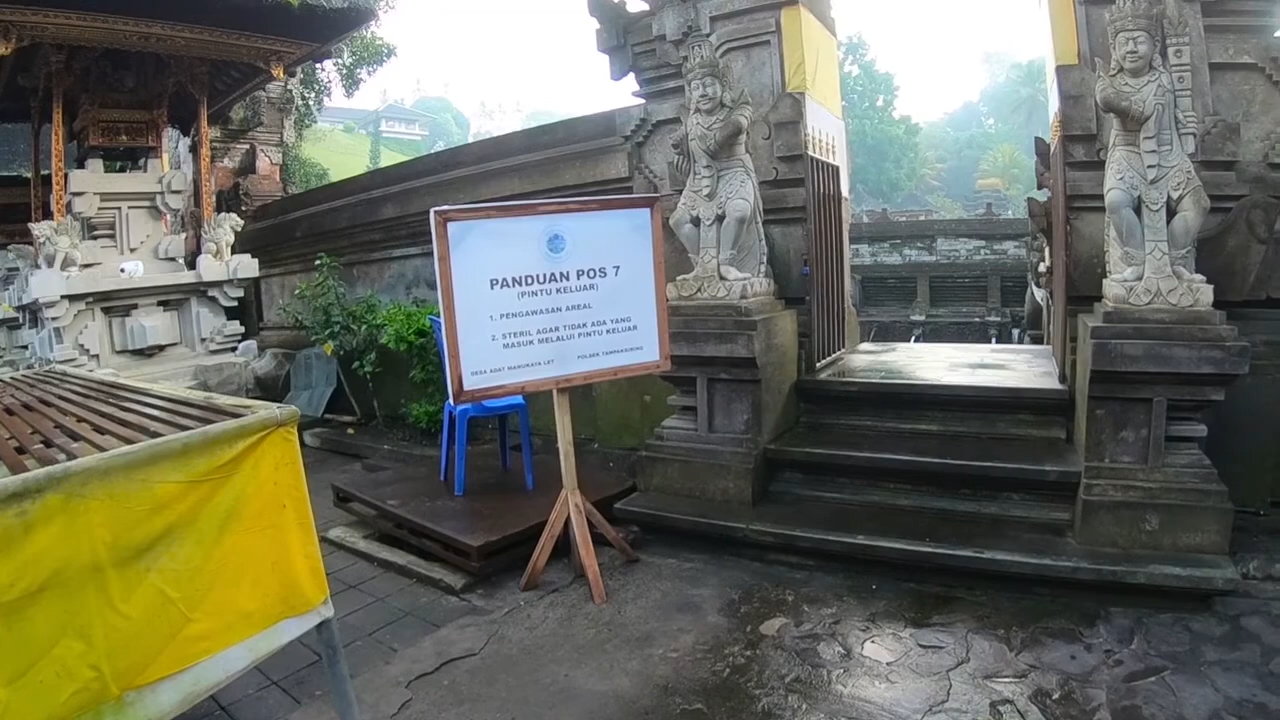 PANDUAN POS 7
(PINTU KELUAR)
1. PENGAWASAN AREAL
2. STERIL AGAR TIDAK ADA YANG
MASUK MELALUI PINTU KELUAR
DESA ADAT MANUKAYA LET POLSEK TAMPAKSIRING